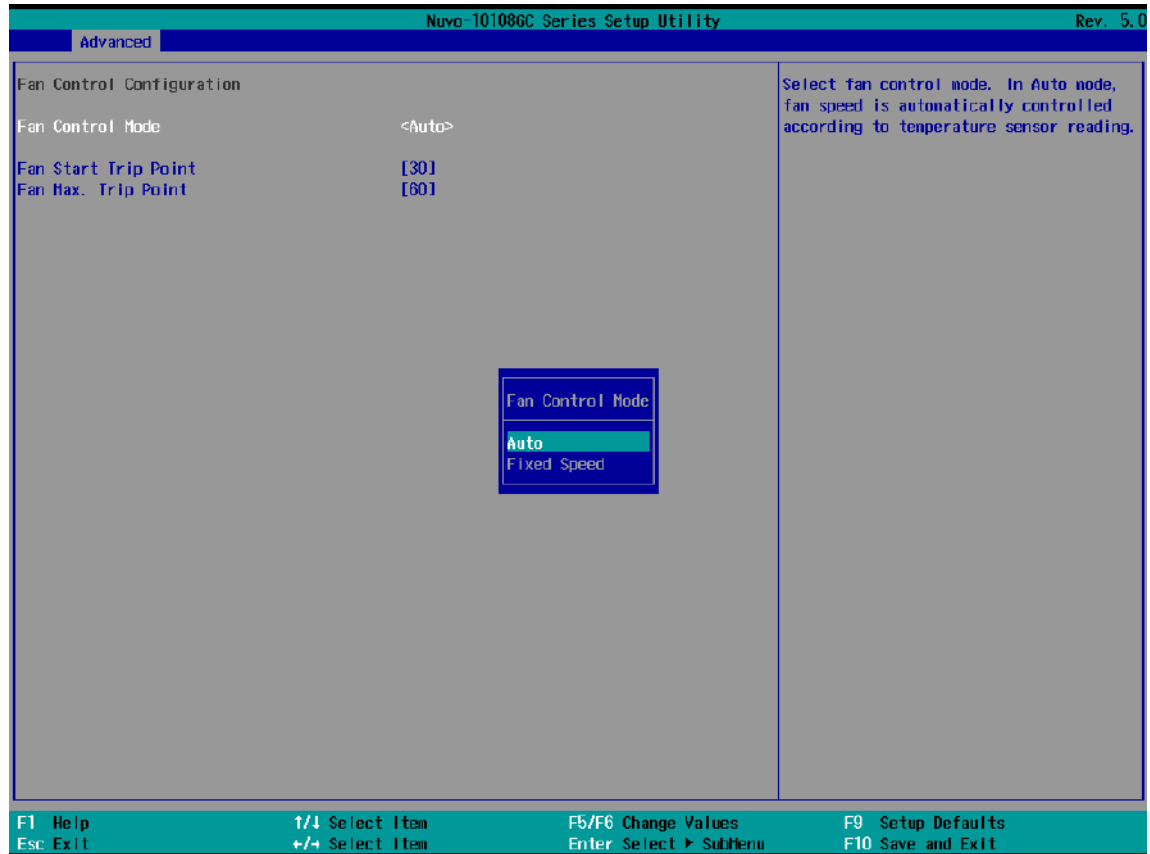 Nuvo-10108GC Series Setup Utility Rev. 5.0
Advanced
Fan Control Configuration
Fan Control Mode <Auto>
Fan Start Trip Point [30]
Fan Max. Trip Point [60]
Select fan control mode. In Auto mode,
fan speed is automatically controlled
according to temperature sensor reading.
Fan Control Mode
Auto
Fixed Speed
F1 Help ↑/↓ Select Item F5/F6 Change Values F9 Setup Defaults
Esc Exit ←/→ Select Item Enter Select ► SubMenu F10 Save and Exit